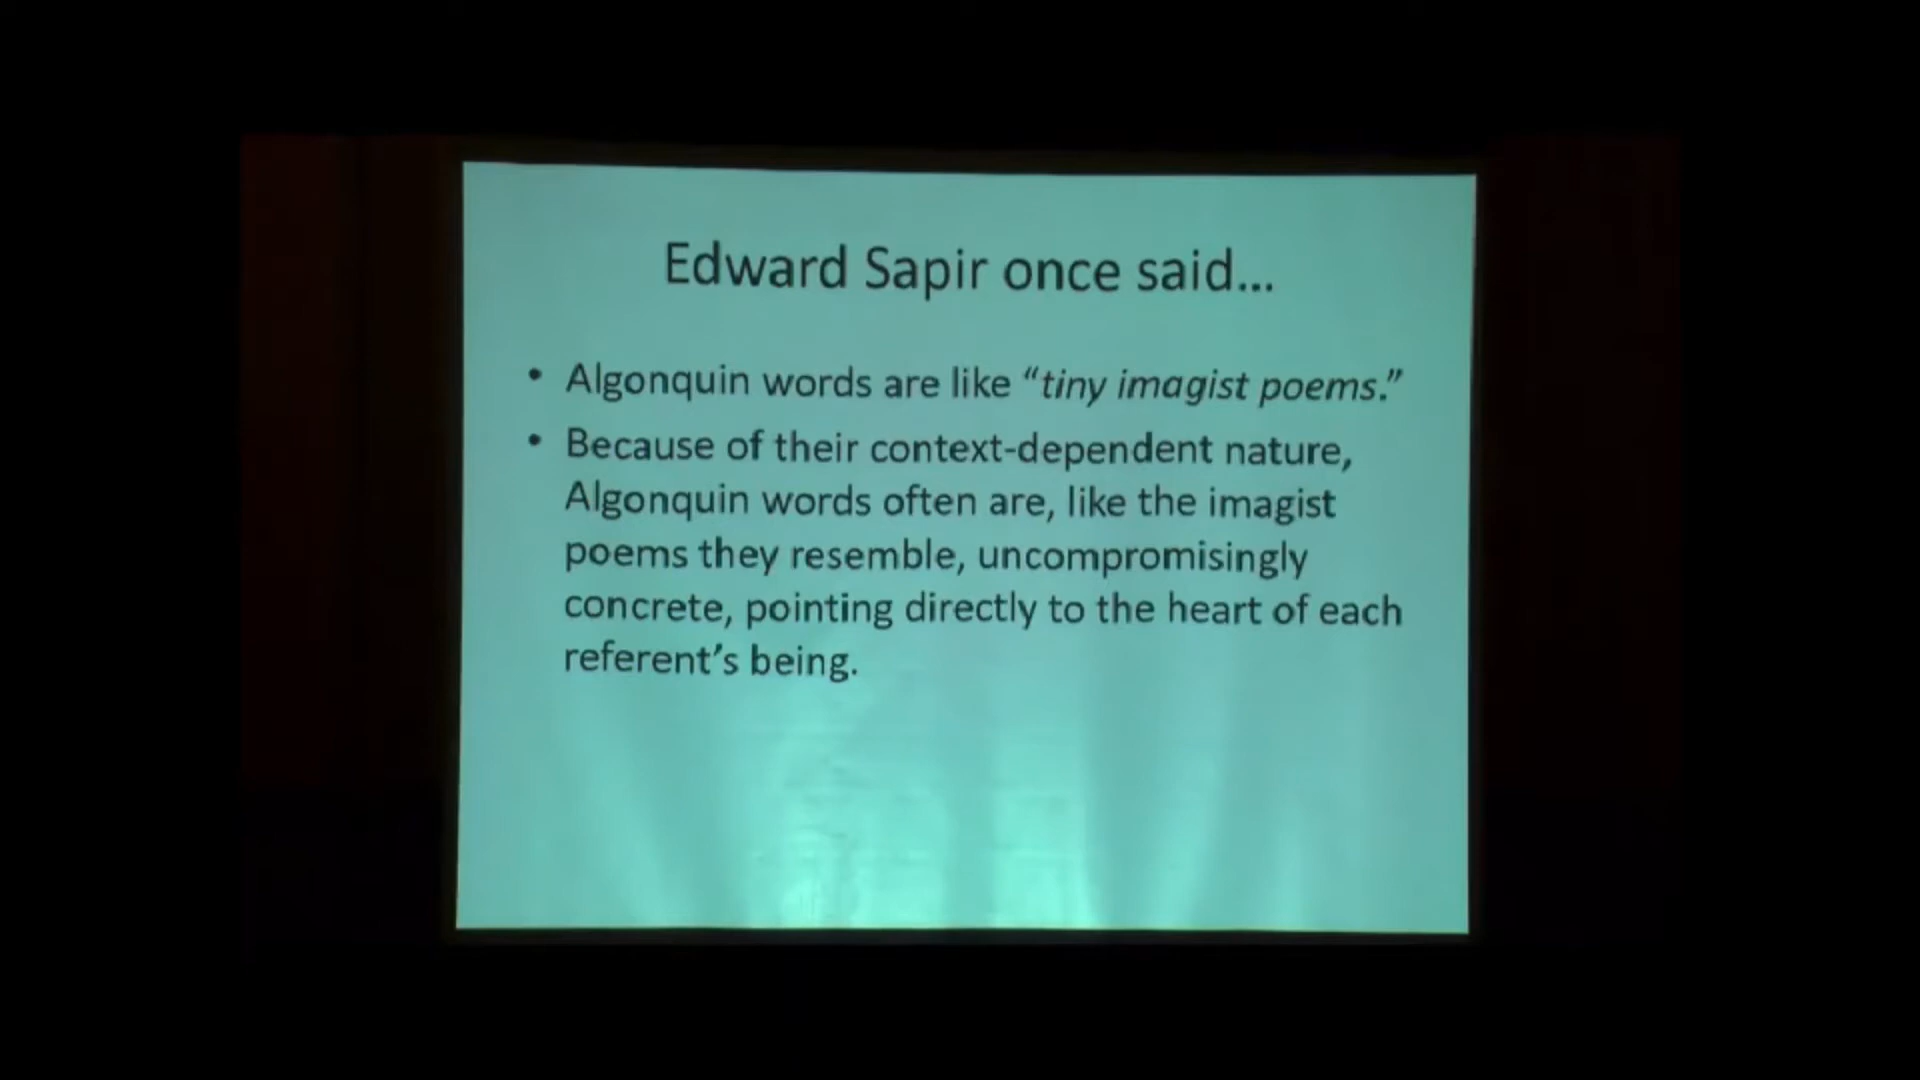 Edward Sapir once said...
• Algonquin words are like “tiny imagist poems.”
• Because of their context-dependent nature,
Algonquin words often are, like the imagist
poems they resemble, uncompromisingly
concrete, pointing directly to the heart of each
referent’s being.